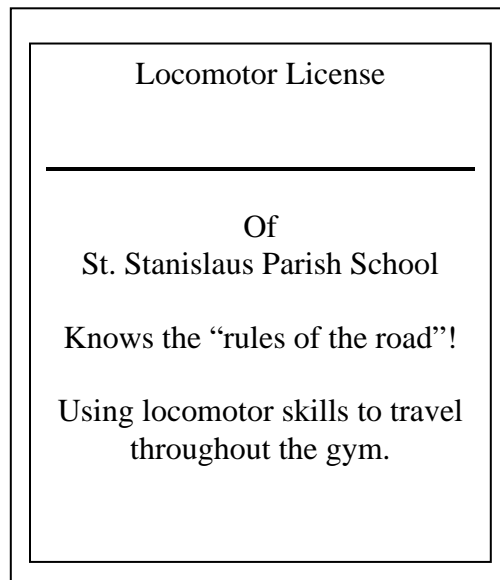 Locomotor License
Of
St. Stanislaus Parish School
Knows the “rules of the road”!
Using locomotor skills to travel
throughout the gym.